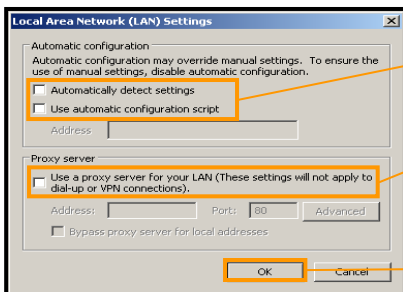 Local Area Network (LAN) Settings
Automatic configuration
Automatic configuration may override manual settings. To ensure the
use of manual settings, disable automatic configuration.
Automatically detect settings
Use automatic configuration script
Address
Proxy server
Use a proxy server for your LAN (These settings will not apply to
dial-up or VPN connections).
Address: Port: 80 Advanced
Bypass proxy server for local addresses
OK Cancel